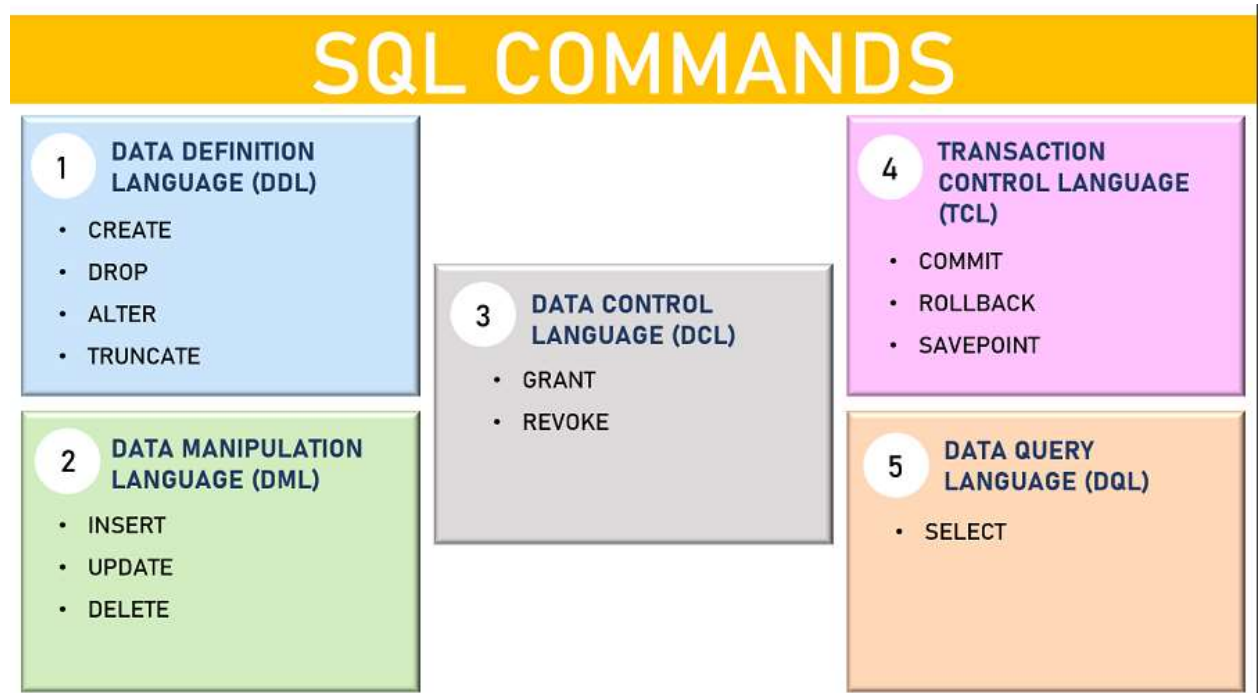 SQL COMMANDS
1
DATA DEFINITION
LANGUAGE (DDL)
• CREATE
• DROP
• ALTER
• TRUNCATE
2
DATA MANIPULATION
LANGUAGE (DML)
• INSERT
• UPDATE
• DELETE
3
DATA CONTROL
LANGUAGE (DCL)
• GRANT
• REVOKE
4
TRANSACTION
CONTROL LANGUAGE
(TCL)
• COMMIT
• ROLLBACK
• SAVEPOINT
5
DATA QUERY
LANGUAGE (DQL)
• SELECT